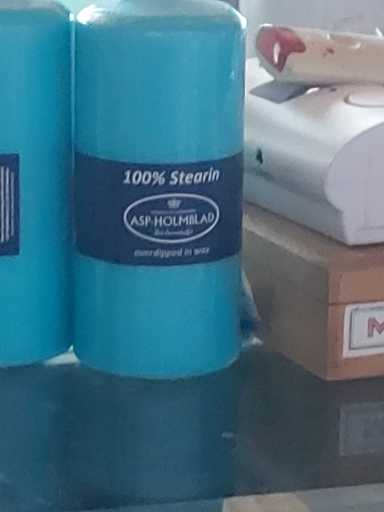 100% Stearin
ASP-HOLMBLAD
overdipped in wax
M